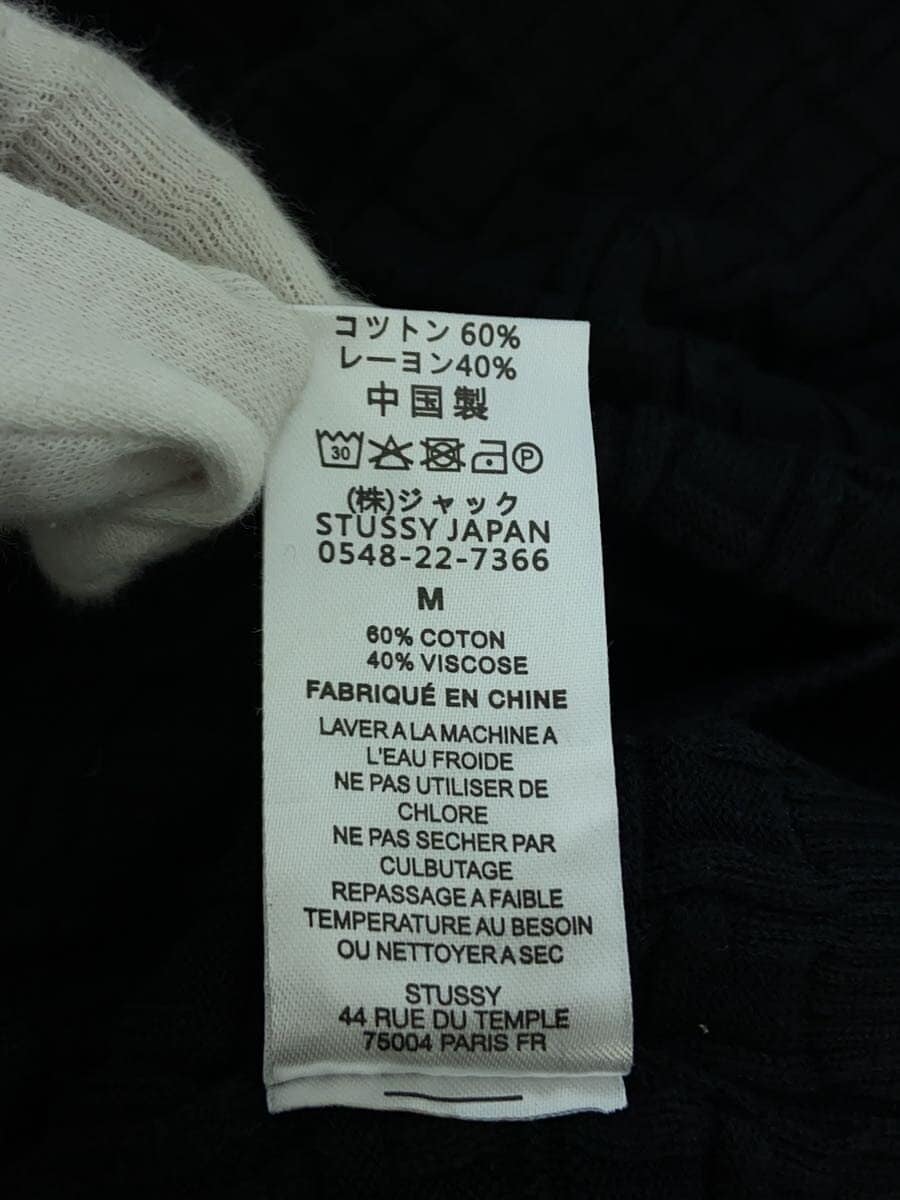 コットン 60%
レーヨン40%
中国製
30 P
(株)ジャック
STUSSY JAPAN
0548-22-7366
M
60% COTON
40% VISCOSE
FABRIQUÉ EN CHINE
LAVER A LA MACHINE A
L'EAU FROIDE
NE PAS UTILISER DE
CHLORE
NE PAS SECHER PAR
CULBUTAGE
REPASSAGE A FAIBLE
TEMPERATURE AU BESOIN
OU NETTOYER A SEC
STUSSY
44 RUE DU TEMPLE
75004 PARIS FR